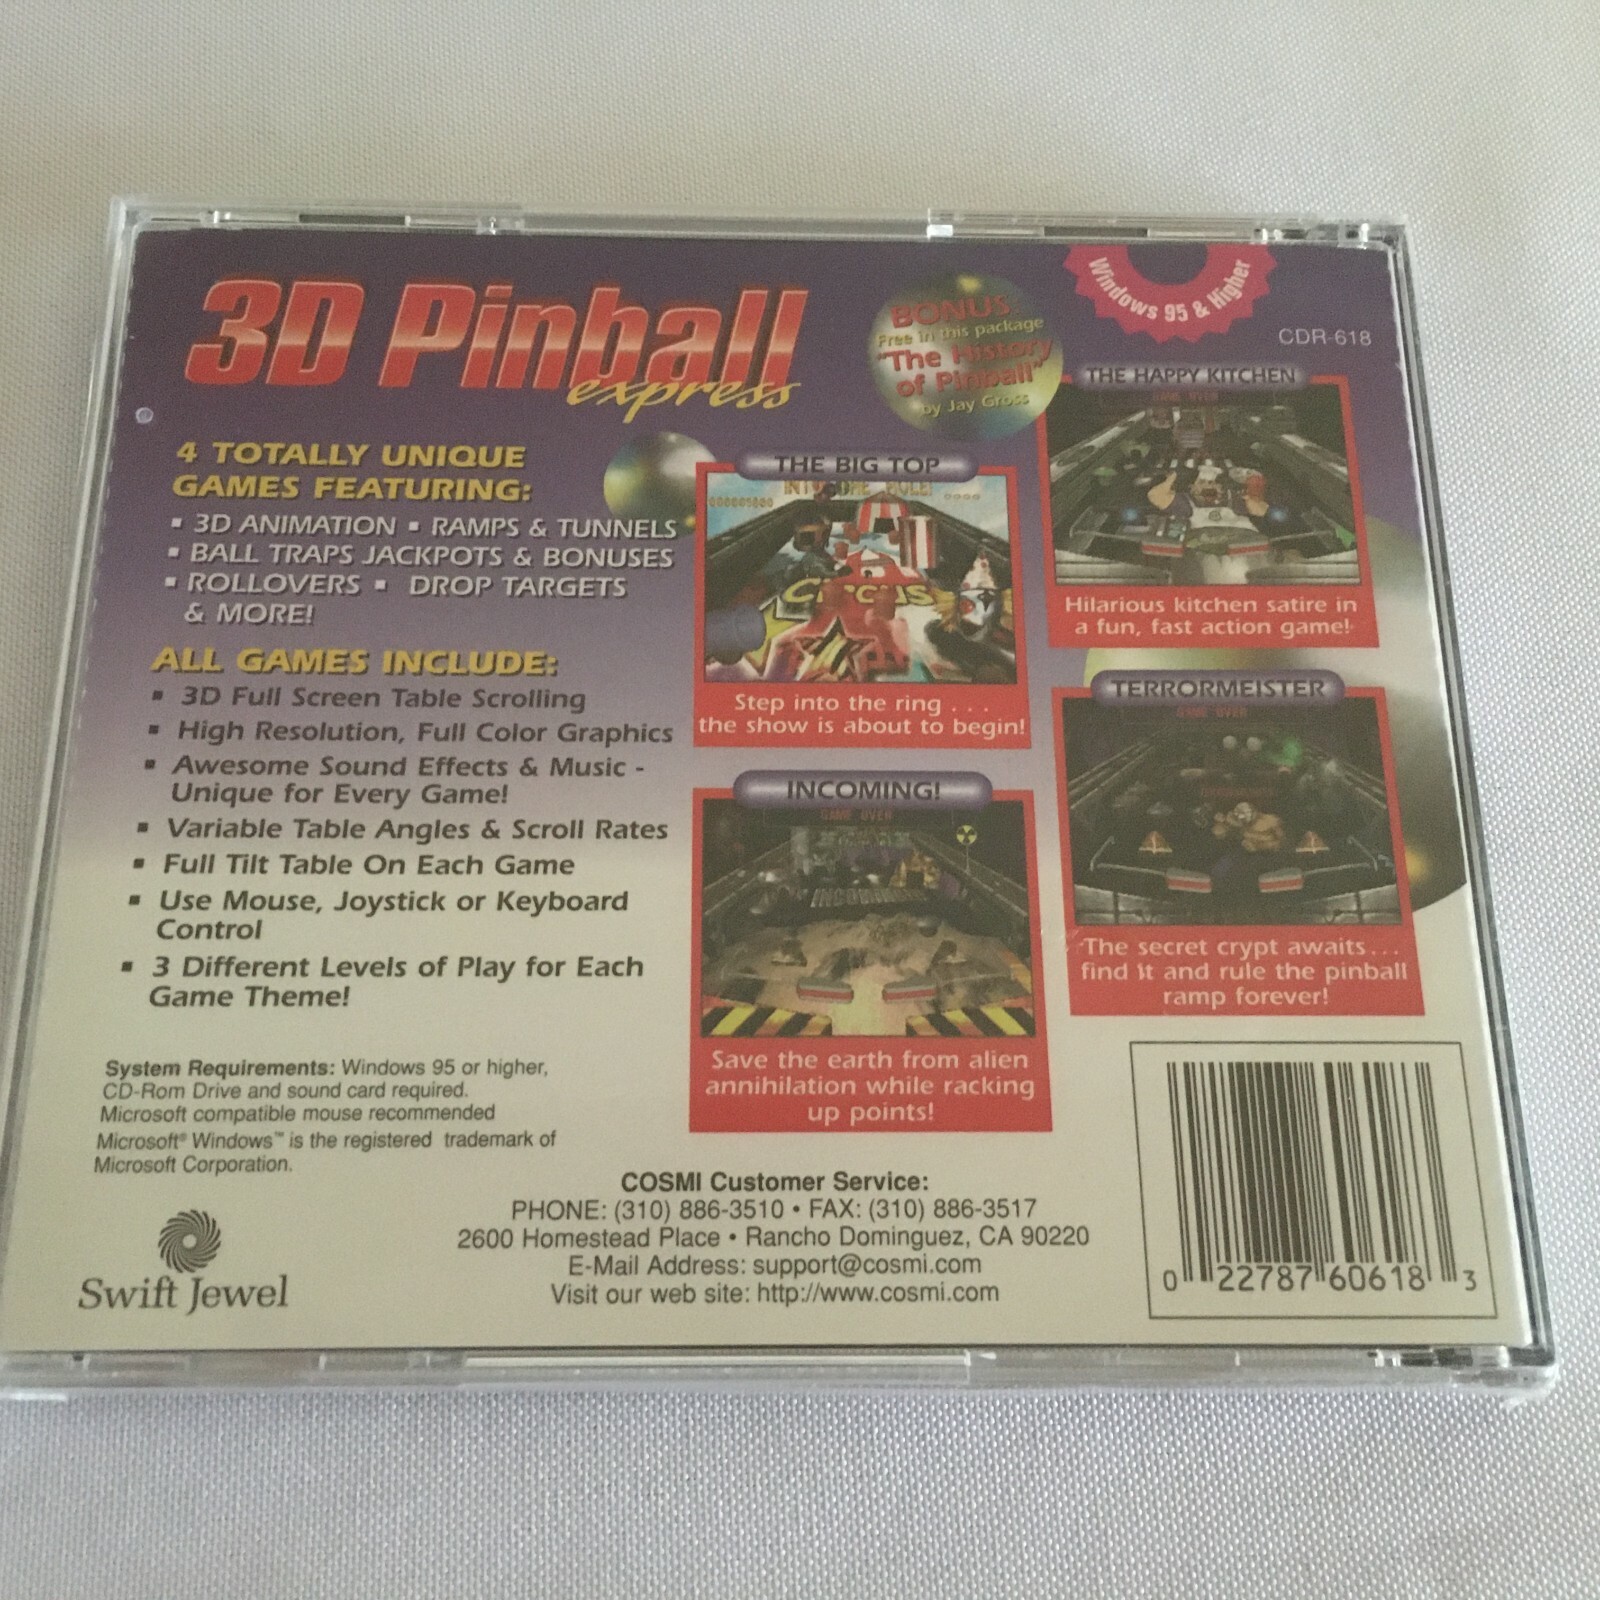 3D Pinball
express
BONUS
Free in this package
"The History
of Pinball"
by Jay Gross
Windows 95 & Higher
CDR-618
4 TOTALLY UNIQUE
GAMES FEATURING:
▪ 3D ANIMATION ▪ RAMPS & TUNNELS
▪ BALL TRAPS JACKPOTS & BONUSES
▪ ROLLOVERS ▪ DROP TARGETS
& MORE!
ALL GAMES INCLUDE:
▪ 3D Full Screen Table Scrolling
▪ High Resolution, Full Color Graphics
▪ Awesome Sound Effects & Music -
Unique for Every Game!
▪ Variable Table Angles & Scroll Rates
▪ Full Tilt Table On Each Game
▪ Use Mouse, Joystick or Keyboard
Control
▪ 3 Different Levels of Play for Each
Game Theme!
THE BIG TOP
CIRCUS
Step into the ring . . .
the show is about to begin!
THE HAPPY KITCHEN
GAME OVER
Hilarious kitchen satire in
a fun, fast action game!
INCOMING!
GAME OVER
INCOMING
Save the earth from alien
annihilation while racking
up points!
TERRORMEISTER
GAME OVER
The secret crypt awaits...
find it and rule the pinball
ramp forever!
System Requirements: Windows 95 or higher,
CD-Rom Drive and sound card required.
Microsoft compatible mouse recommended
Microsoft® Windows™ is the registered trademark of
Microsoft Corporation.
Swift Jewel
COSMI Customer Service:
PHONE: (310) 886-3510 • FAX: (310) 886-3517
2600 Homestead Place • Rancho Dominguez, CA 90220
E-Mail Address: support@cosmi.com
Visit our web site: http://www.cosmi.com
0 22787 60618 3